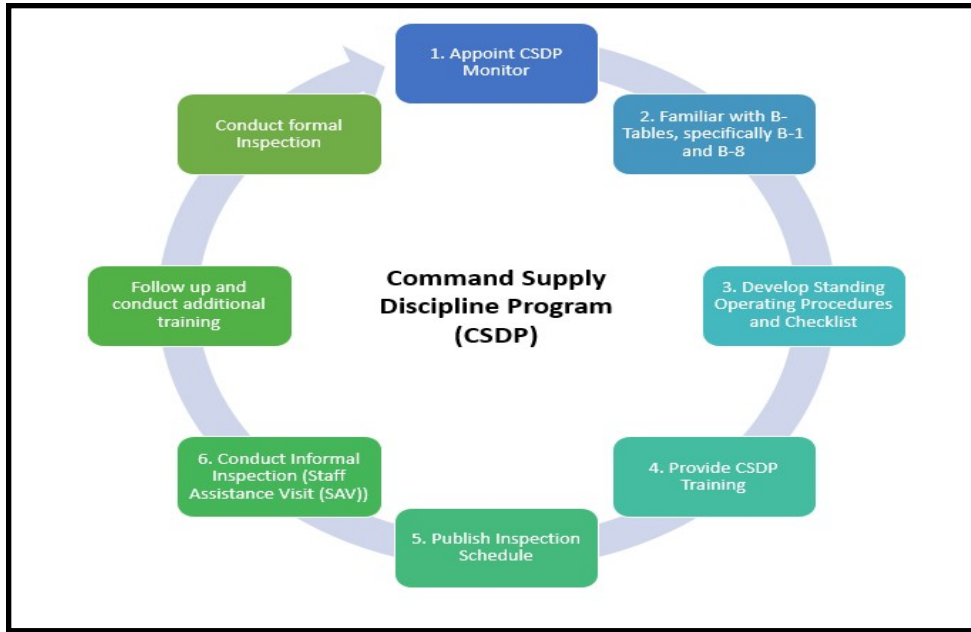 1. Appoint CSDP
Monitor
2. Familiar with B-
Tables, specifically B-1
and B-8
3. Develop Standing
Operating Procedures
and Checklist
4. Provide CSDP
Training
5. Publish Inspection
Schedule
6. Conduct Informal
Inspection (Staff
Assistance Visit (SAV))
Follow up and
conduct additional
training
Conduct formal
Inspection
Command Supply
Discipline Program
(CSDP)